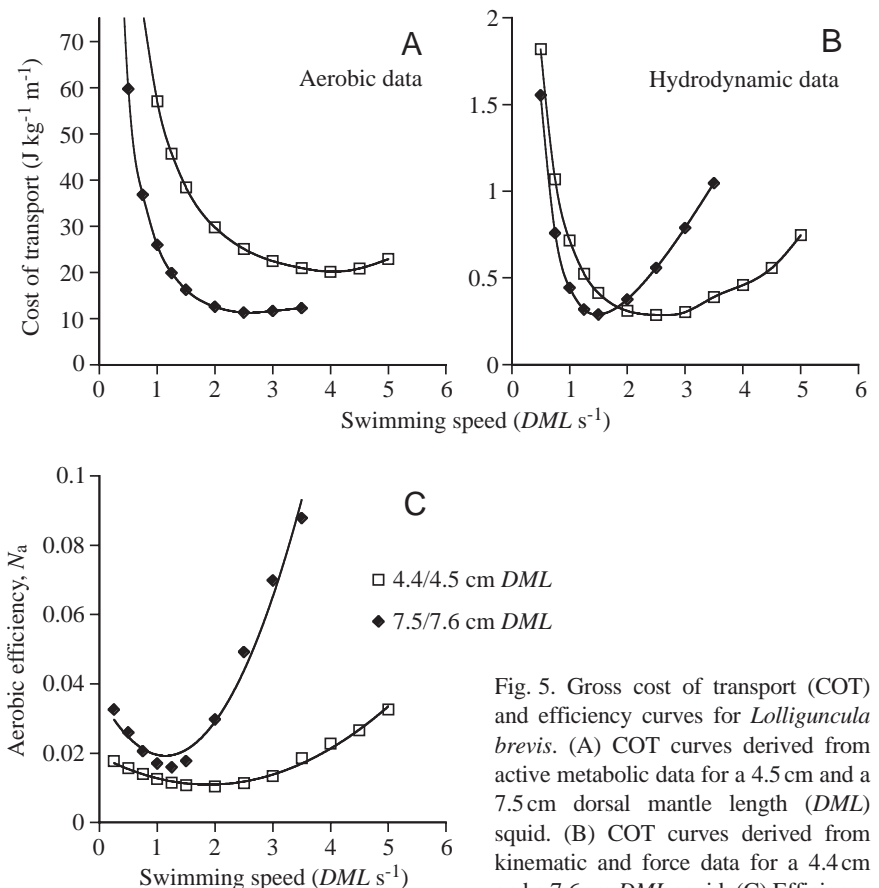 A
Aerobic data
Cost of transport (J kg⁻¹ m⁻¹)
70
60
50
40
30
20
10
0
0 1 2 3 4 5 6
B
Hydrodynamic data
2
1.5
1
0.5
0
0 1 2 3 4 5 6
Swimming speed (DML s⁻¹)
C
Aerobic efficiency, Nₐ
0.1
0.08
0.06
0.04
0.02
0
0 1 2 3 4 5 6
Swimming speed (DML s⁻¹)
4.4/4.5 cm DML
7.5/7.6 cm DML
Fig. 5. Gross cost of transport (COT)
and efficiency curves for Lolliguncula
brevis. (A) COT curves derived from
active metabolic data for a 4.5 cm and a
7.5 cm dorsal mantle length (DML)
squid. (B) COT curves derived from
kinematic and force data for a 4.4 cm